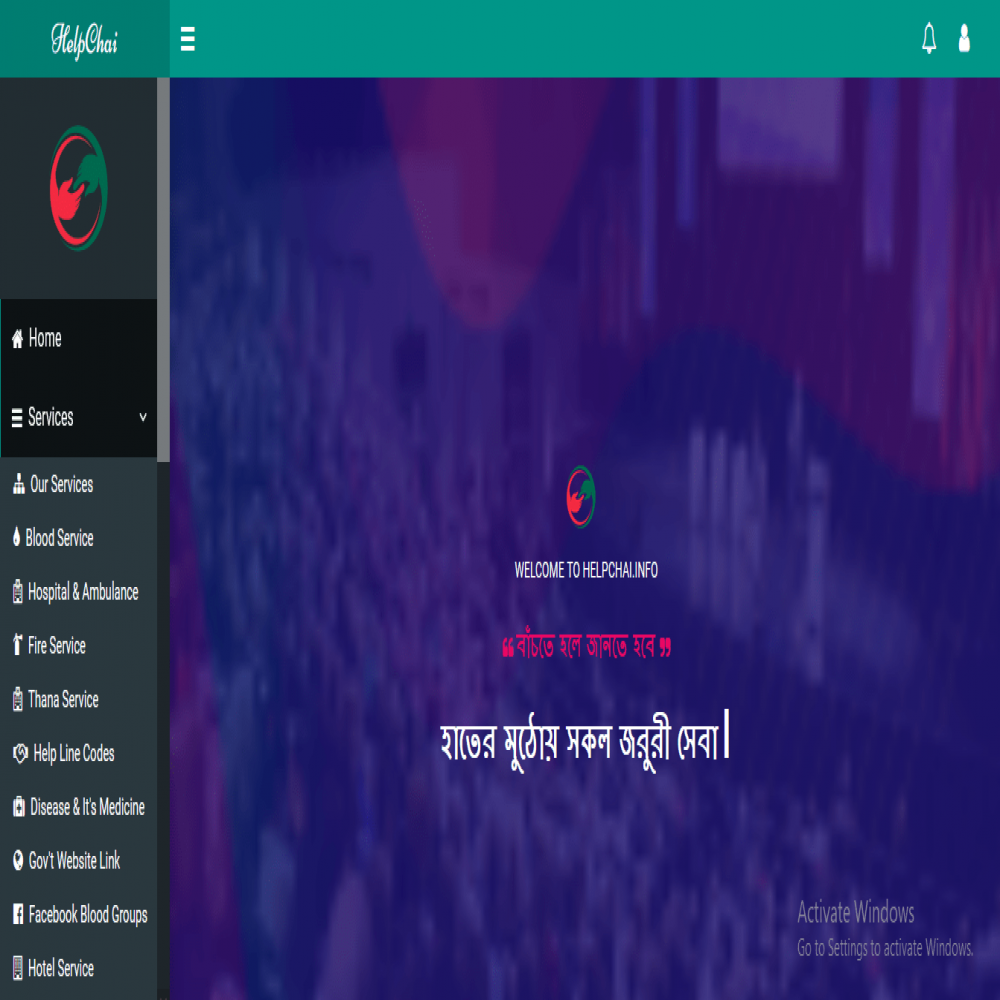 HelpChai
Home
Services
Our Services
Blood Service
Hospital & Ambulance
Fire Service
Thana Service
Help Line Codes
Disease & It's Medicine
Gov't Website Link
Facebook Blood Groups
Hotel Service
WELCOME TO HELPCHAI.INFO
❝ বাঁচতে হলে জানতে হবে ❞
হাতের মুঠোয় সকল জরুরী সেবা|
Activate Windows
Go to Settings to activate Windows.